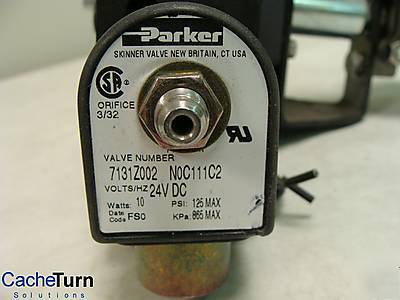 Parker
SKINNER VALVE NEW BRITAIN, CT USA
SA
ORIFICE
3/32
VALVE NUMBER
7131Z002 N0C111C2
VOLTS/HZ 24V DC
Watts: 10 PSI: 125 MAX
Date Code FS0 KPa: 865 MAX
CacheTurn
Solutions